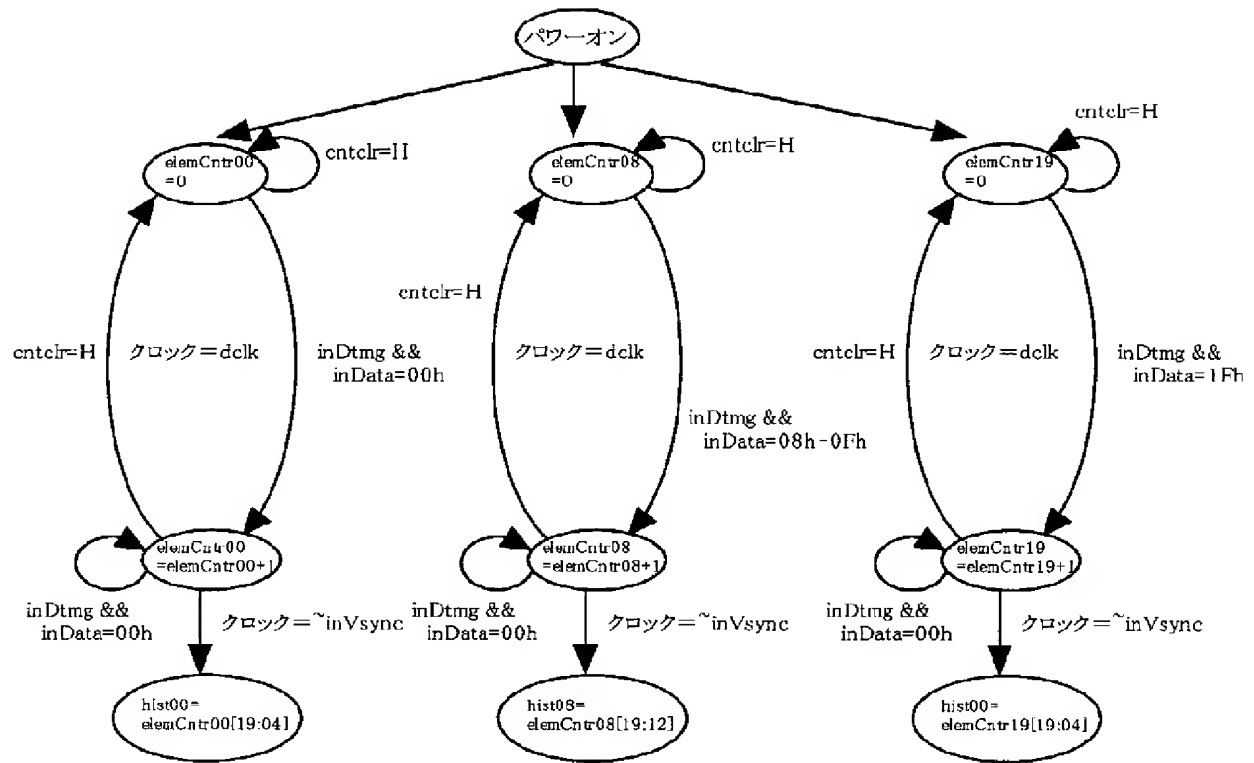 パワーオン
elemCntr00
=0
cntclr=H
elemCntr08
=0
cntclr=H
elemCntr19
=0
cntclr=H
cntclr=H
クロック＝dclk
inDtmg &&
inData=00h
cntclr=H
クロック＝dclk
inDtmg &&
inData=08h-0Fh
cntclr=H
クロック＝dclk
inDtmg &&
inData=1Fh
elemCntr00
=elemCntr00+1
inDtmg &&
inData=00h
クロック＝~inVsync
elemCntr08
=elemCntr08+1
inDtmg &&
inData=00h
クロック＝~inVsync
elemCntr19
=elemCntr19+1
inDtmg &&
inData=00h
クロック＝~inVsync
hist00=
elemCntr00[19:04]
hist08=
elemCntr08[19:12]
hist00=
elemCntr19[19:04]